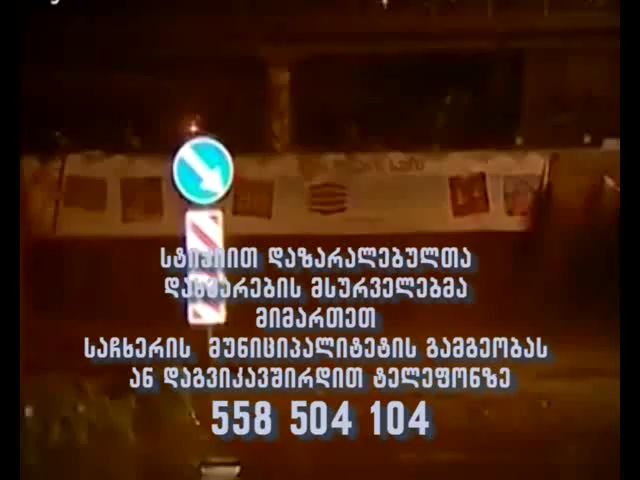 სტიქიით დაზარალებულთა
დახმარების მსურველებმა
მიმართეთ
საჩხერის მუნიციპალიტეტის გამგეობას
ან დაგვიკავშირდით ტელეფონზე
558 504 104